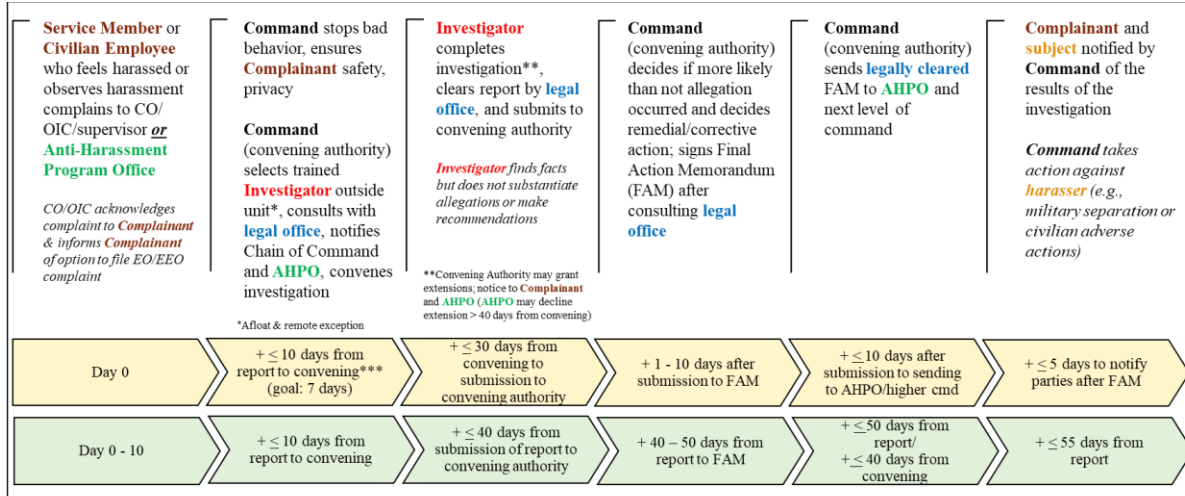 Service Member or
Civilian Employee
who feels harassed or
observes harassment
complains to CO/
OIC/supervisor or
Anti-Harassment
Program Office
CO/OIC acknowledges
complaint to Complainant
& informs Complainant
of option to file EO/EEO
complaint
Command stops bad
behavior, ensures
Complainant safety,
privacy
Command
(convening authority)
selects trained
Investigator outside
unit*, consults with
legal office, notifies
Chain of Command
and AHPO, convenes
investigation
*Afloat & remote exception
Investigator
completes
investigation**,
clears report by legal
office, and submits to
convening authority
Investigator finds facts
but does not substantiate
allegations or make
recommendations
**Convening Authority may grant
extensions; notice to Complainant
and AHPO (AHPO may decline
extension > 40 days from convening)
Command
(convening authority)
decides if more likely
than not allegation
occurred and decides
remedial/corrective
action; signs Final
Action Memorandum
(FAM) after
consulting legal
office
Command
(convening authority)
sends legally cleared
FAM to AHPO and
next level of
command
Complainant and
subject notified by
Command of the
results of the
investigation
Command takes
action against
harasser (e.g.,
military separation or
civilian adverse
actions)
Day 0
+ ≤ 10 days from
report to convening***
(goal: 7 days)
+ ≤ 30 days from
convening to
submission to
convening authority
+ 1 - 10 days after
submission to FAM
+ ≤10 days after
submission to sending
to AHPO/higher cmd
+ ≤ 5 days to notify
parties after FAM
Day 0 - 10
+ ≤ 10 days from
report to convening
+ ≤ 40 days from
submission of report to
convening authority
+ 40 – 50 days from
report to FAM
+ ≤50 days from
report/
+ ≤ 40 days from
convening
+ ≤ 55 days from
report